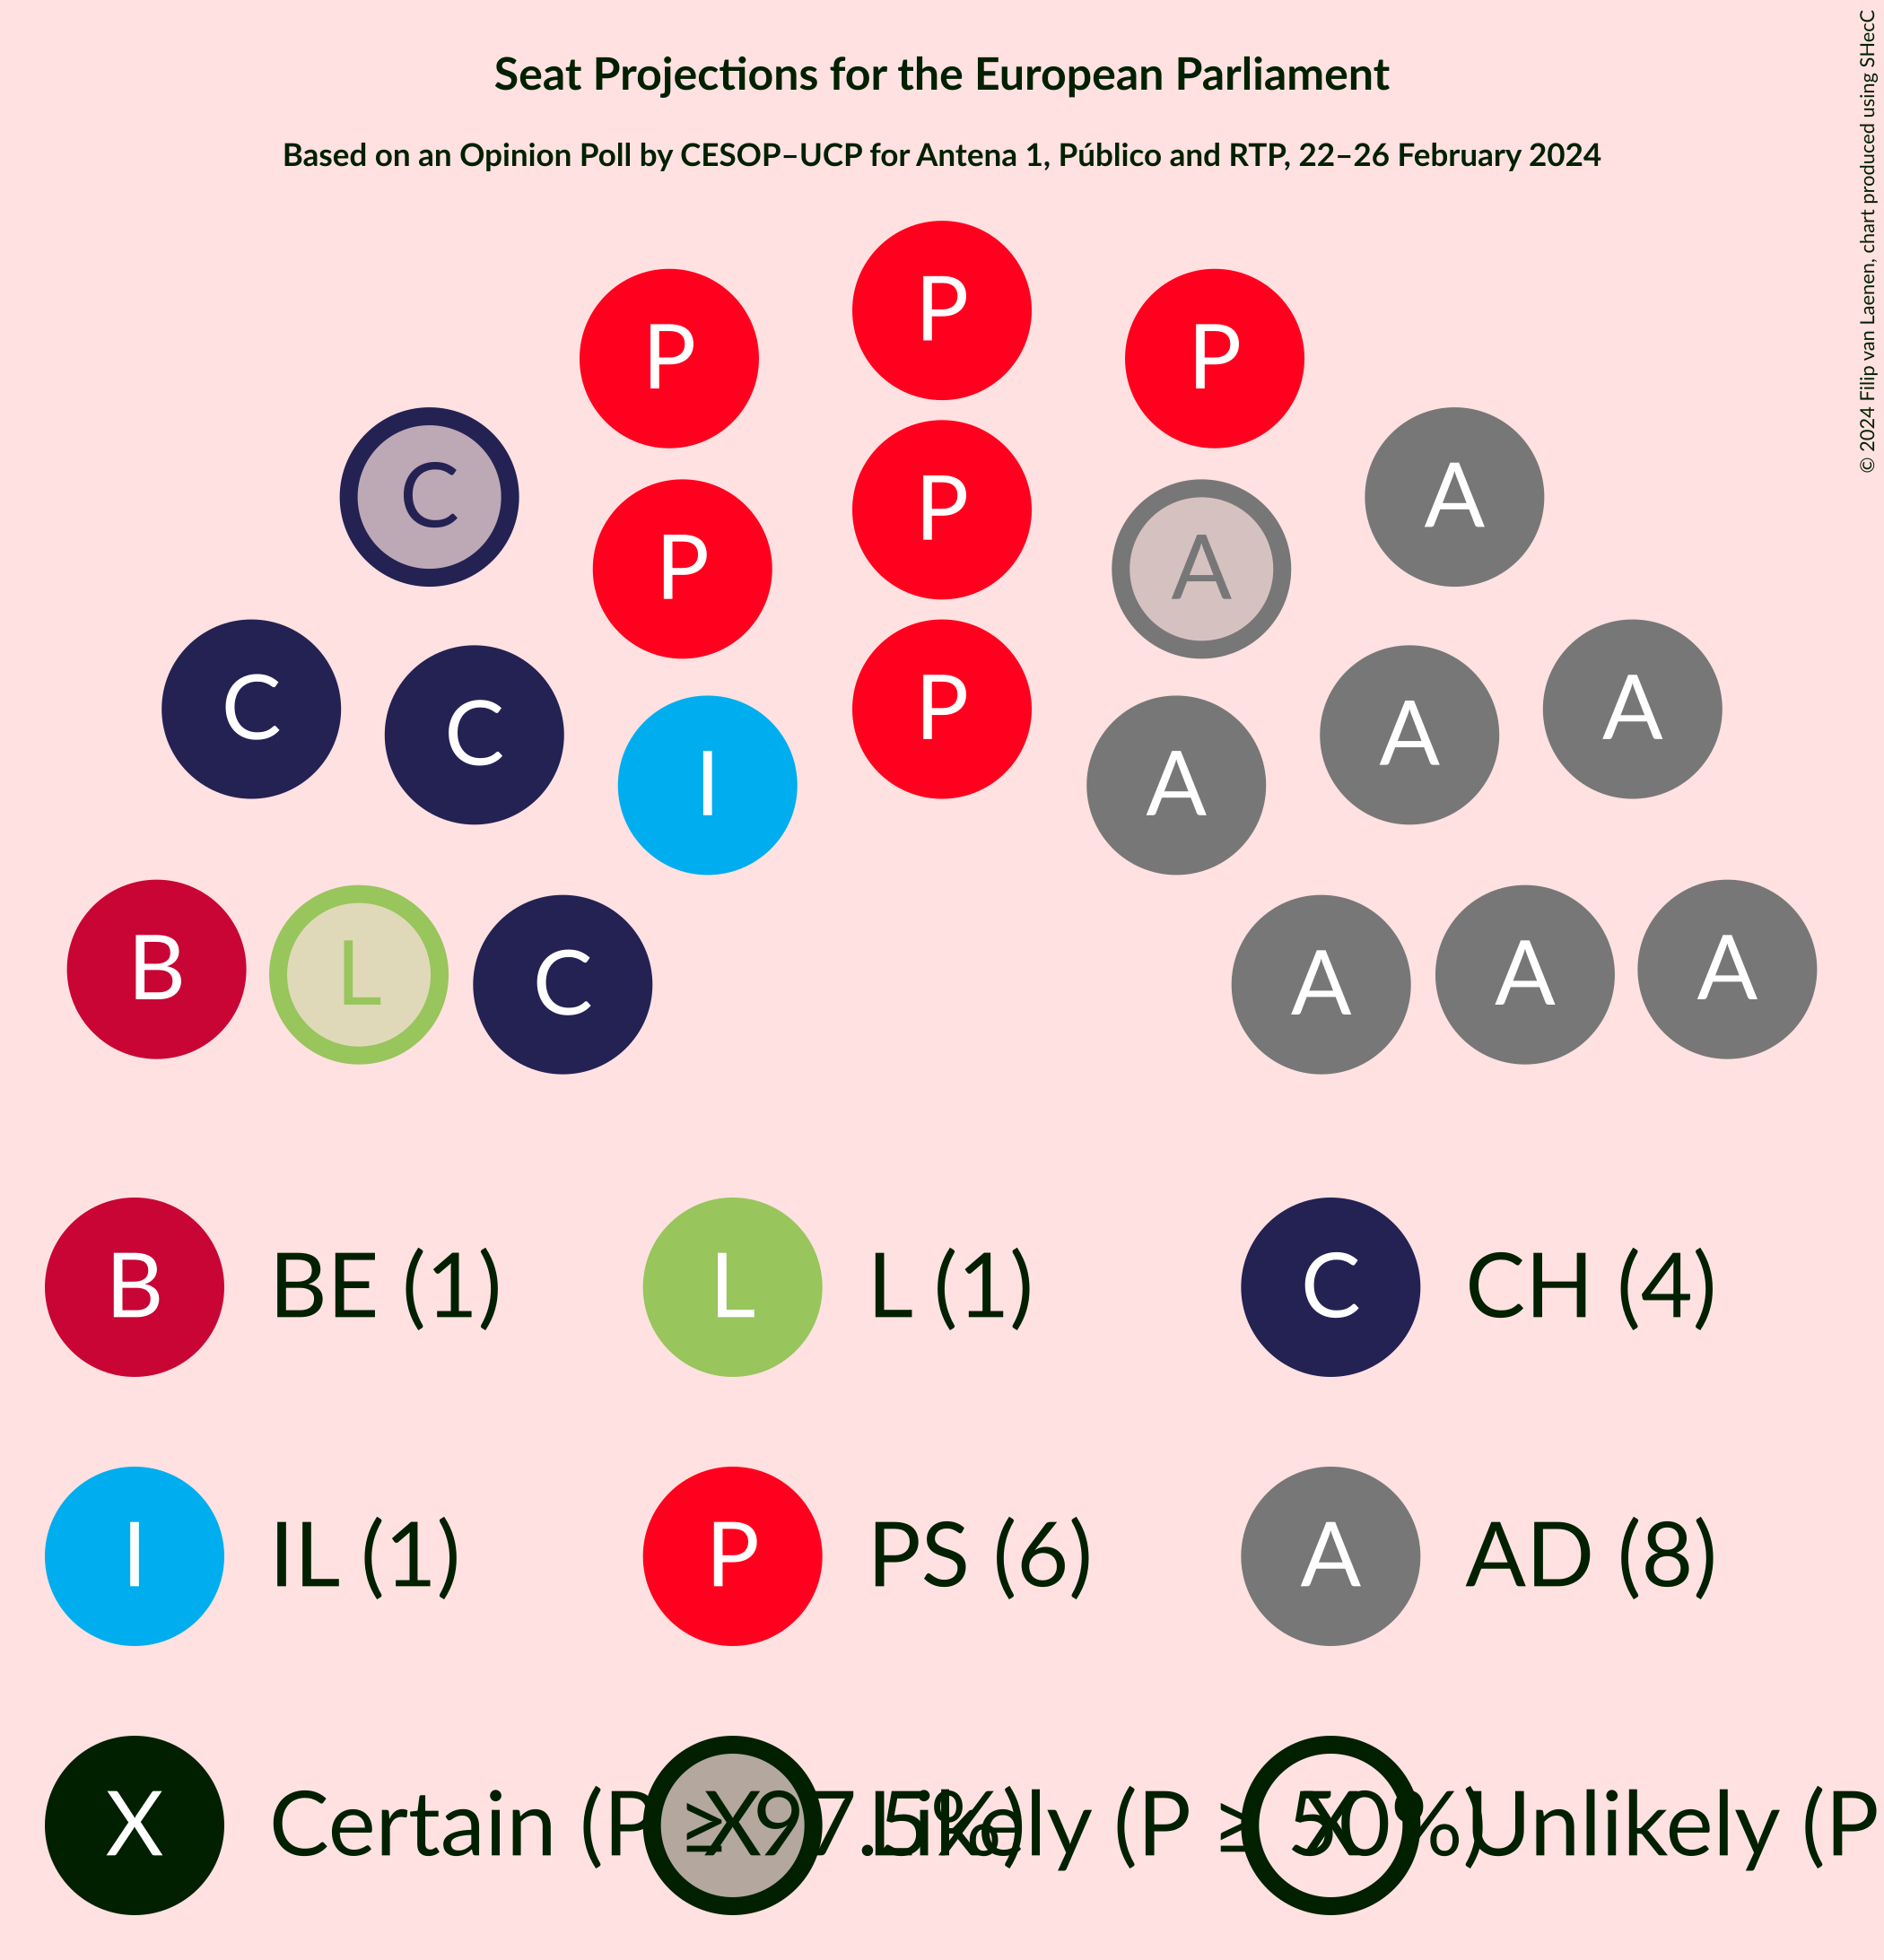 Seat Projections for the European Parliament
Based on an Opinion Poll by CESOP–UCP for Antena 1, Público and RTP, 22–26 February 2024
© 2024 Filip van Laenen, chart produced using SHecC
P
P P
C P A
P P A
C C P A A
I A
B L C A A A
B BE (1) L L (1) C CH (4)
I IL (1) P PS (6) A AD (8)
X Certain (P ≥ 97.5%) X Likely (P ≥ 50%) X Unlikely (P